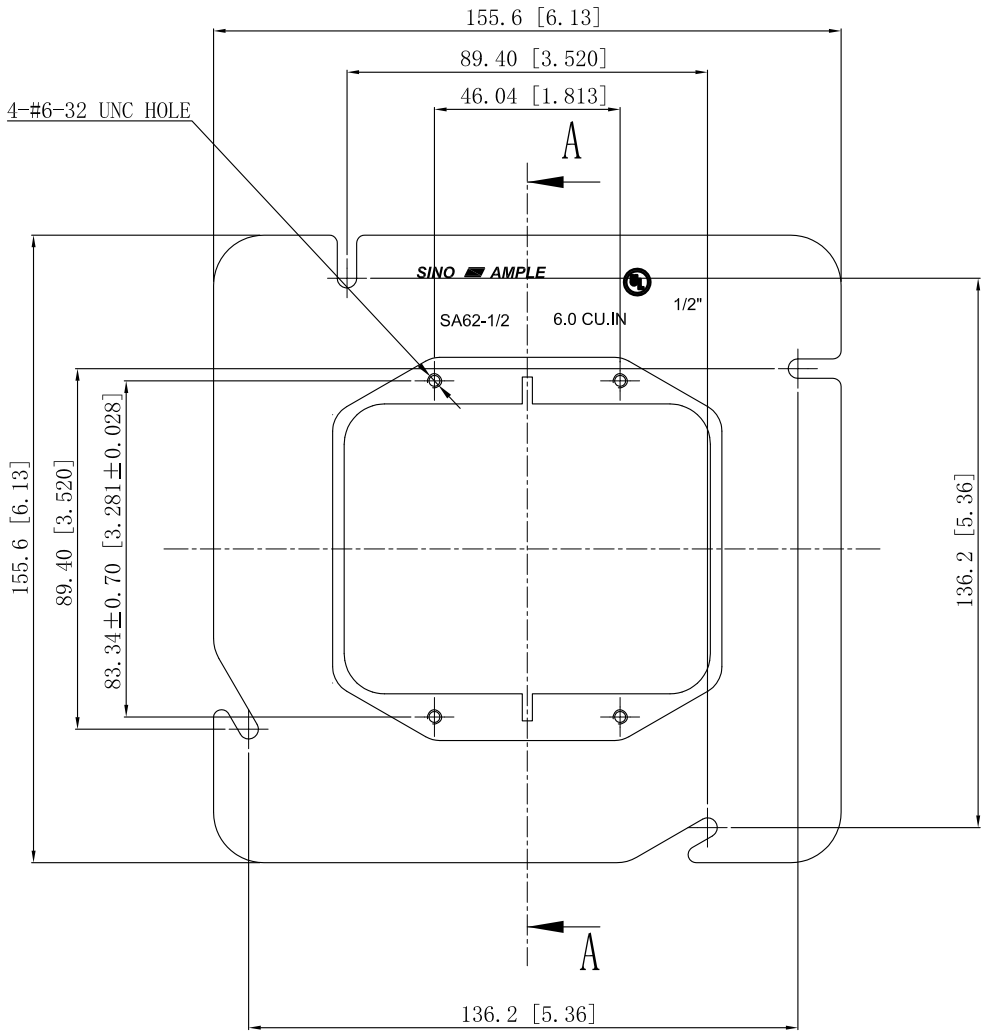 155.6 [6.13]
89.40 [3.520]
46.04 [1.813]
4-#6-32 UNC HOLE
A
SINO AMPLE
UL
1/2"
SA62-1/2 6.0 CU.IN
155.6 [6.13]
89.40 [3.520]
83.34±0.70 [3.281±0.028]
136.2 [5.36]
A
136.2 [5.36]